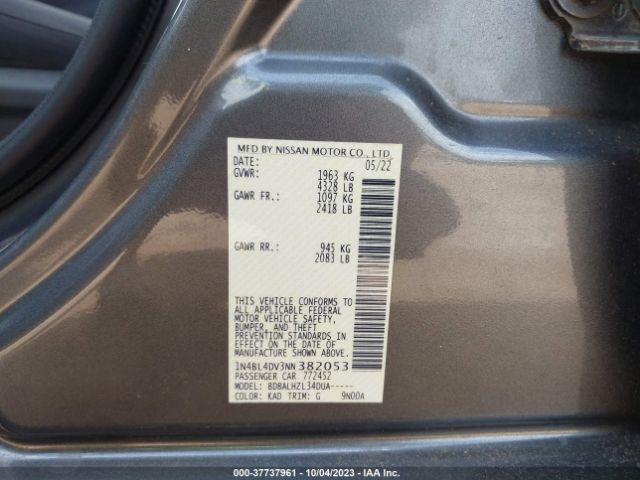 MFD BY NISSAN MOTOR CO., LTD.
DATE: 05/22
GVWR: 1963 KG
4328 LB
GAWR FR.: 1097 KG
2418 LB
GAWR RR.: 945 KG
2083 LB
THIS VEHICLE CONFORMS TO
ALL APPLICABLE FEDERAL
MOTOR VEHICLE SAFETY,
BUMPER, AND THEFT
PREVENTION STANDARDS
IN EFFECT ON THE DATE OF
MANUFACTURE SHOWN ABOVE.
1N4BL4DV3NN382053
PASSENGER CAR 772452
MODEL: BDBALHZL34DUA-----
COLOR: KAD TRIM: G 9N00A
000-37737961 - 10/04/2023 - IAA Inc.